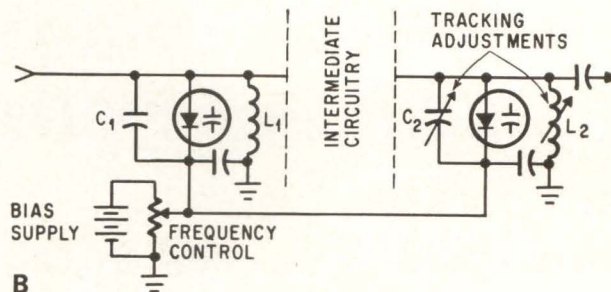 TRACKING
ADJUSTMENTS
INTERMEDIATE
CIRCUITRY
C1
L1
C2
L2
BIAS
SUPPLY
FREQUENCY
CONTROL
B